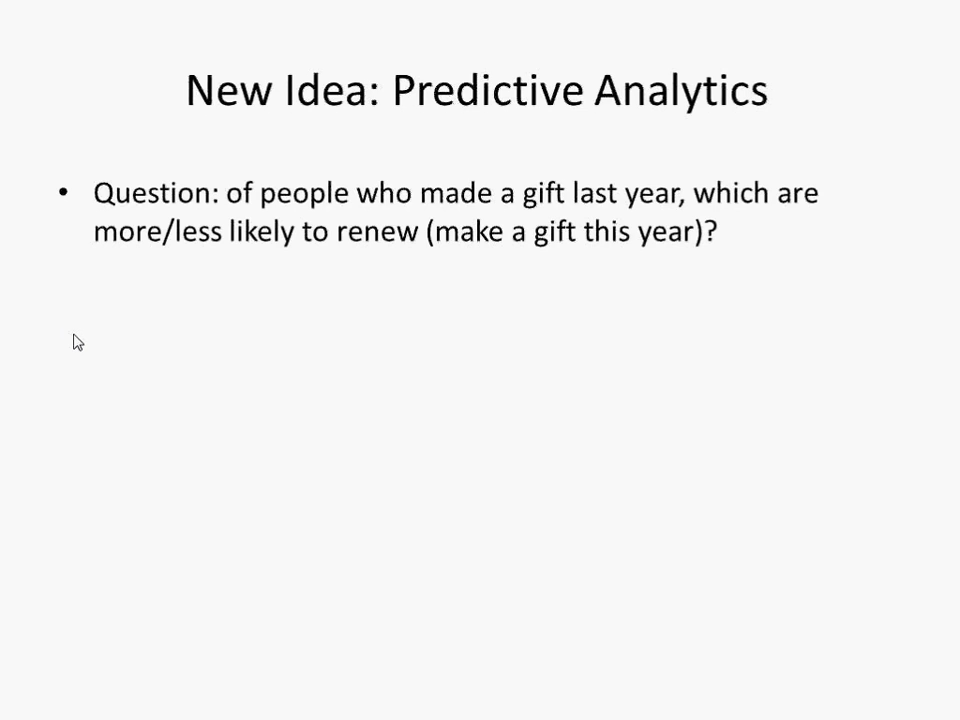 New Idea: Predictive Analytics
• Question: of people who made a gift last year, which are
more/less likely to renew (make a gift this year)?